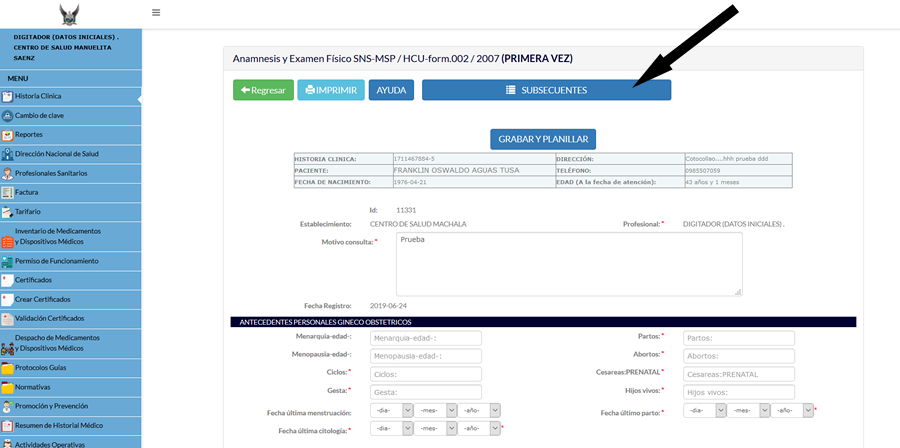 DIGITADOR (DATOS INICIALES) .
CENTRO DE SALUD MANUELITA
SAENZ
MENU
Historia Clinica
Cambio de clave
Reportes
Dirección Nacional de Salud
Profesionales Sanitarios
Factura
Tarifario
Inventario de Medicamentos
y Dispositivos Médicos
Permiso de Funcionamiento
Certificados
Crear Certificados
Validación Certificados
Despacho de Medicamentos
y Dispositivos Médicos
Protocolos Guías
Normativas
Promoción y Prevención
Resumen de Historial Médico
Actividades Operativas
Anamnesis y Examen Físico SNS-MSP / HCU-form.002 / 2007 (PRIMERA VEZ)
Regresar IMPRIMIR AYUDA SUBSECUENTES
GRABAR Y PLANILLAR
HISTORIA CLINICA: 1711467884-5 DIRECCIÓN: Cotocollao....hhh prueba ddd
PACIENTE: FRANKLIN OSWALDO AGUAS TUSA TELÉFONO: 0985507059
FECHA DE NACIMIENTO: 1976-04-21 EDAD (A la fecha de atención): 43 años y 1 meses
Id: 11331
Establecimiento: CENTRO DE SALUD MACHALA Profesional: * DIGITADOR (DATOS INICIALES) .
Motivo consulta: * Prueba
Fecha Registro: 2019-06-24
ANTECEDENTES PERSONALES GINECO OBSTETRICOS
Menarquia-edad-: Menarquia-edad-: Partos: * Partos:
Menopausia-edad-: Menopausia-edad-: Abortos: * Abortos:
Ciclos: * Ciclos: Cesareas:PRENATAL * Cesareas:PRENATAL
Gesta: * Gesta: Hijos vivos: * Hijos vivos:
Fecha última menstruación: -dia- -mes- -año- Fecha último parto: * -dia- -mes- -año- *
Fecha última citología: * -dia- -mes- -año- *